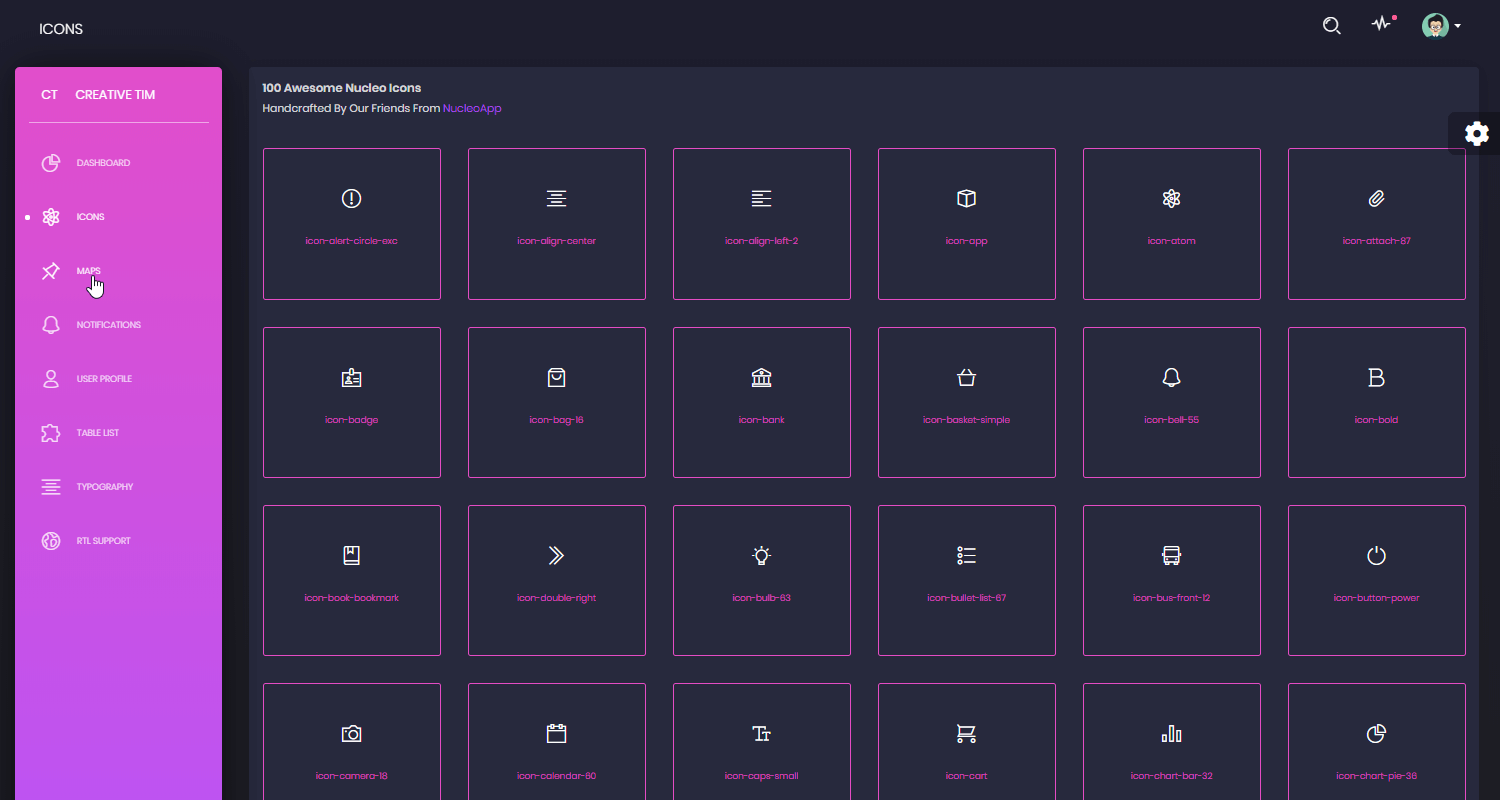 ICONS
CT CREATIVE TIM
DASHBOARD
ICONS
MAPS
NOTIFICATIONS
USER PROFILE
TABLE LIST
TYPOGRAPHY
RTL SUPPORT
100 Awesome Nucleo Icons
Handcrafted By Our Friends From NucleoApp
icon-alert-circle-exc
icon-align-center
icon-align-left-2
icon-app
icon-atom
icon-attach-87
icon-badge
icon-bag-16
icon-bank
icon-basket-simple
icon-bell-55
icon-bold
icon-book-bookmark
icon-double-right
icon-bulb-63
icon-bullet-list-67
icon-bus-front-12
icon-button-power
icon-camera-18
icon-calendar-60
icon-caps-small
icon-cart
icon-chart-bar-32
icon-chart-pie-36